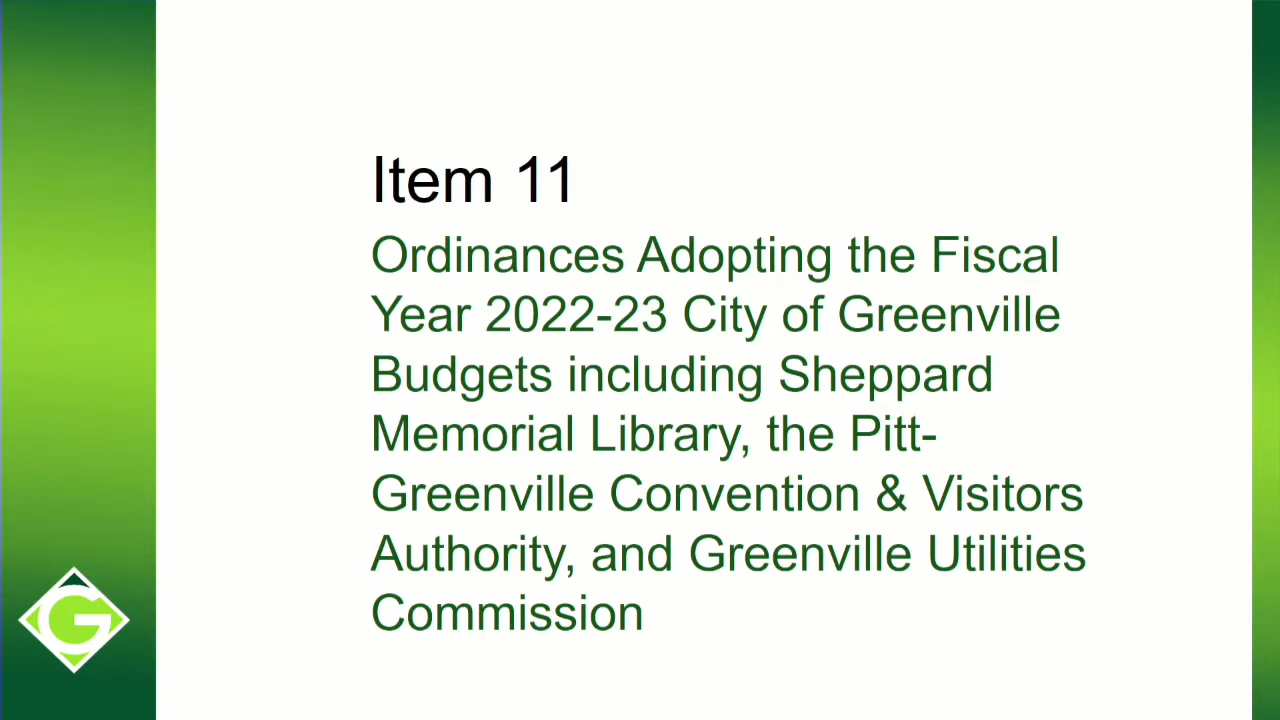 Item 11
Ordinances Adopting the Fiscal
Year 2022-23 City of Greenville
Budgets including Sheppard
Memorial Library, the Pitt-
Greenville Convention & Visitors
Authority, and Greenville Utilities
Commission
G